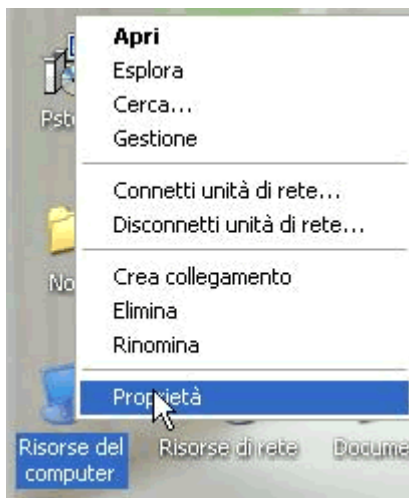 Apri
Esplora
Cerca...
Gestione
Connetti unità di rete...
Disconnetti unità di rete...
Crea collegamento
Elimina
Rinomina
Proprietà
Risorse del
computer
Risorse di rete